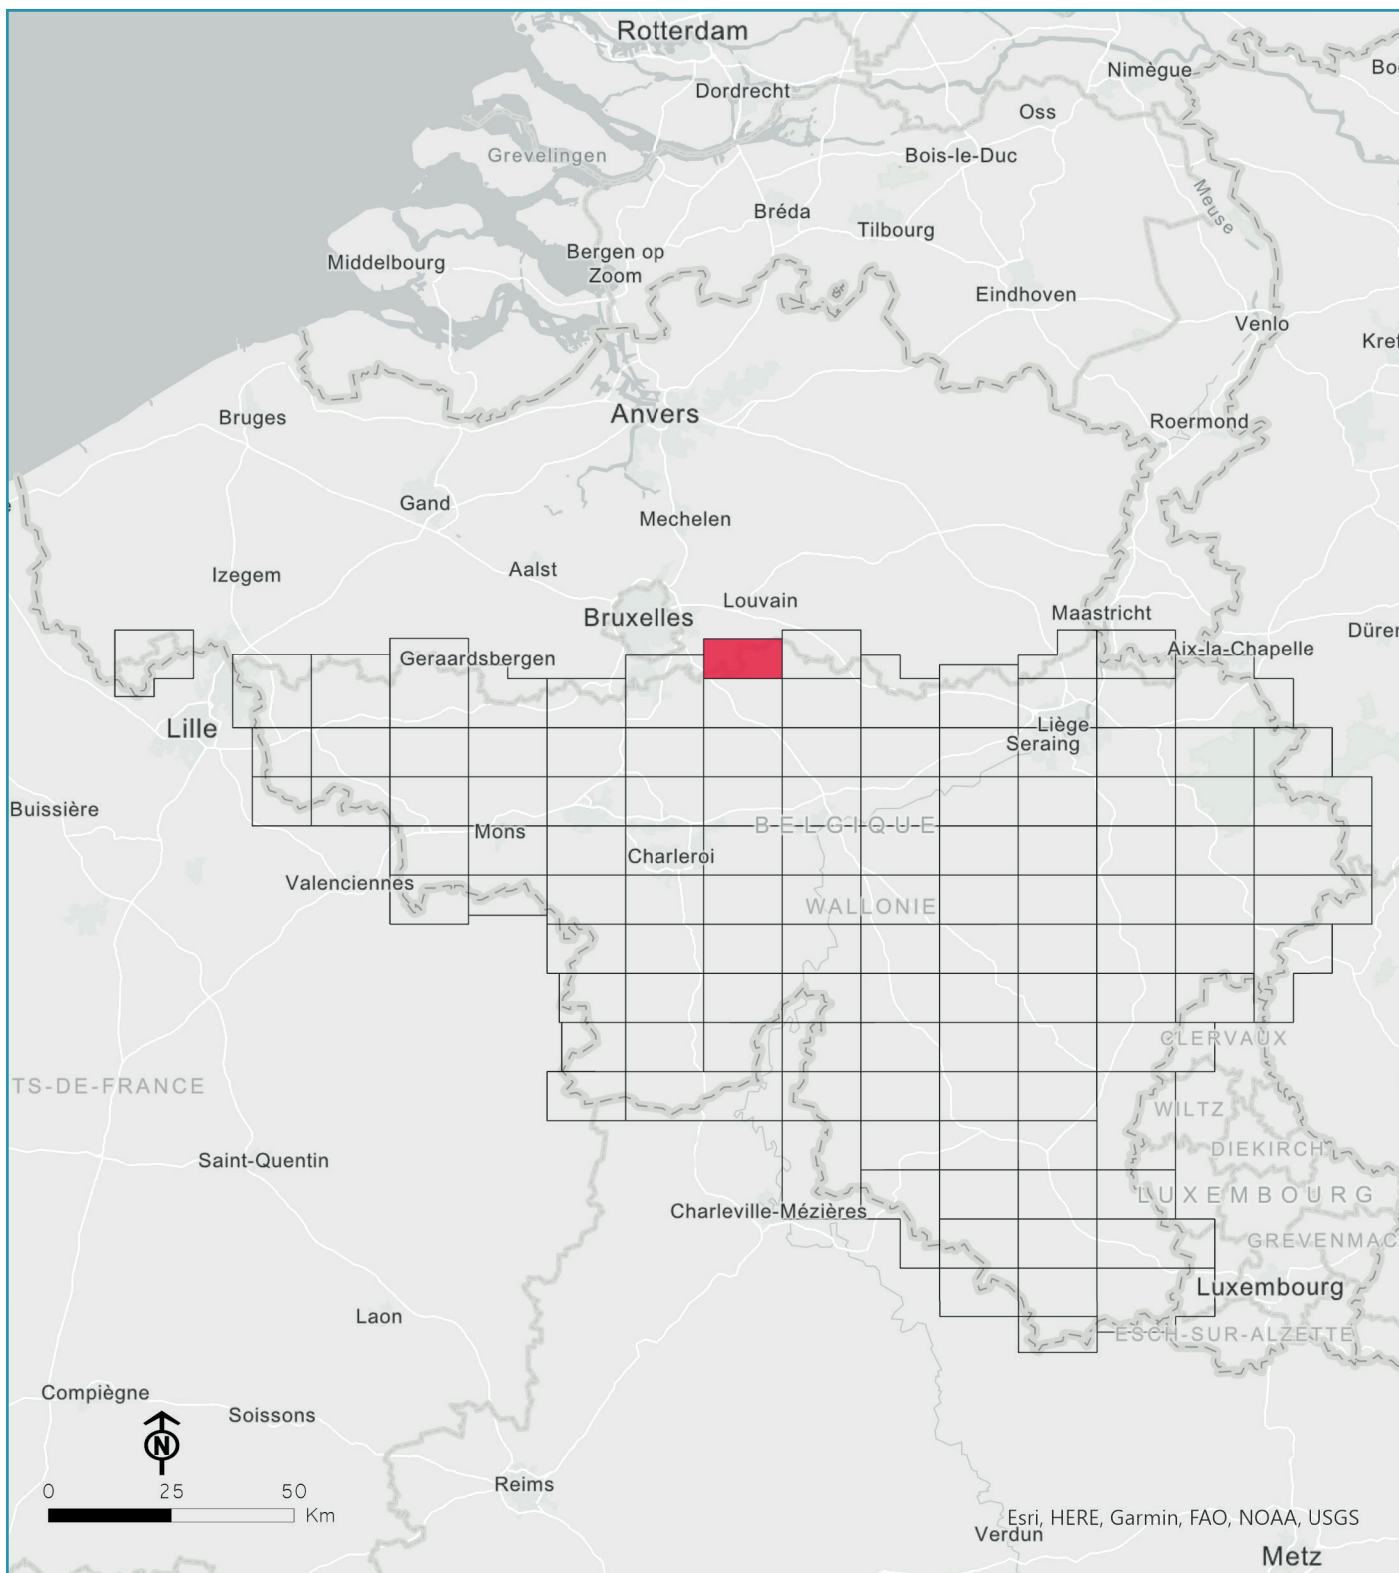 Rotterdam
Nimègue
Bo
Dordrecht
Oss
Grevelingen
Bois-le-Duc
Meuse
Bréda
Tilbourg
Middelbourg
Bergen op
Zoom
Eindhoven
Venlo
Kref
Bruges
Anvers
Roermond
Gand
Mechelen
Izegem
Aalst
Louvain
Bruxelles
Maastricht
Düren
Geraardsbergen
Aix-la-Chapelle
Lille
Liège
Seraing
Buissière
Mons
BELGIQUE
Charleroi
Valenciennes
WALLONIE
CLERVAUX
TS-DE-FRANCE
WILTZ
DIEKIRCH
Saint-Quentin
LUXEMBOURG
Charleville-Mézières
GREVENMAC
Luxembourg
Laon
ESCH-SUR-ALZETTE
Compiègne
Soissons
N
Reims
0 25 50
Km
Esri, HERE, Garmin, FAO, NOAA, USGS
Verdun
Metz